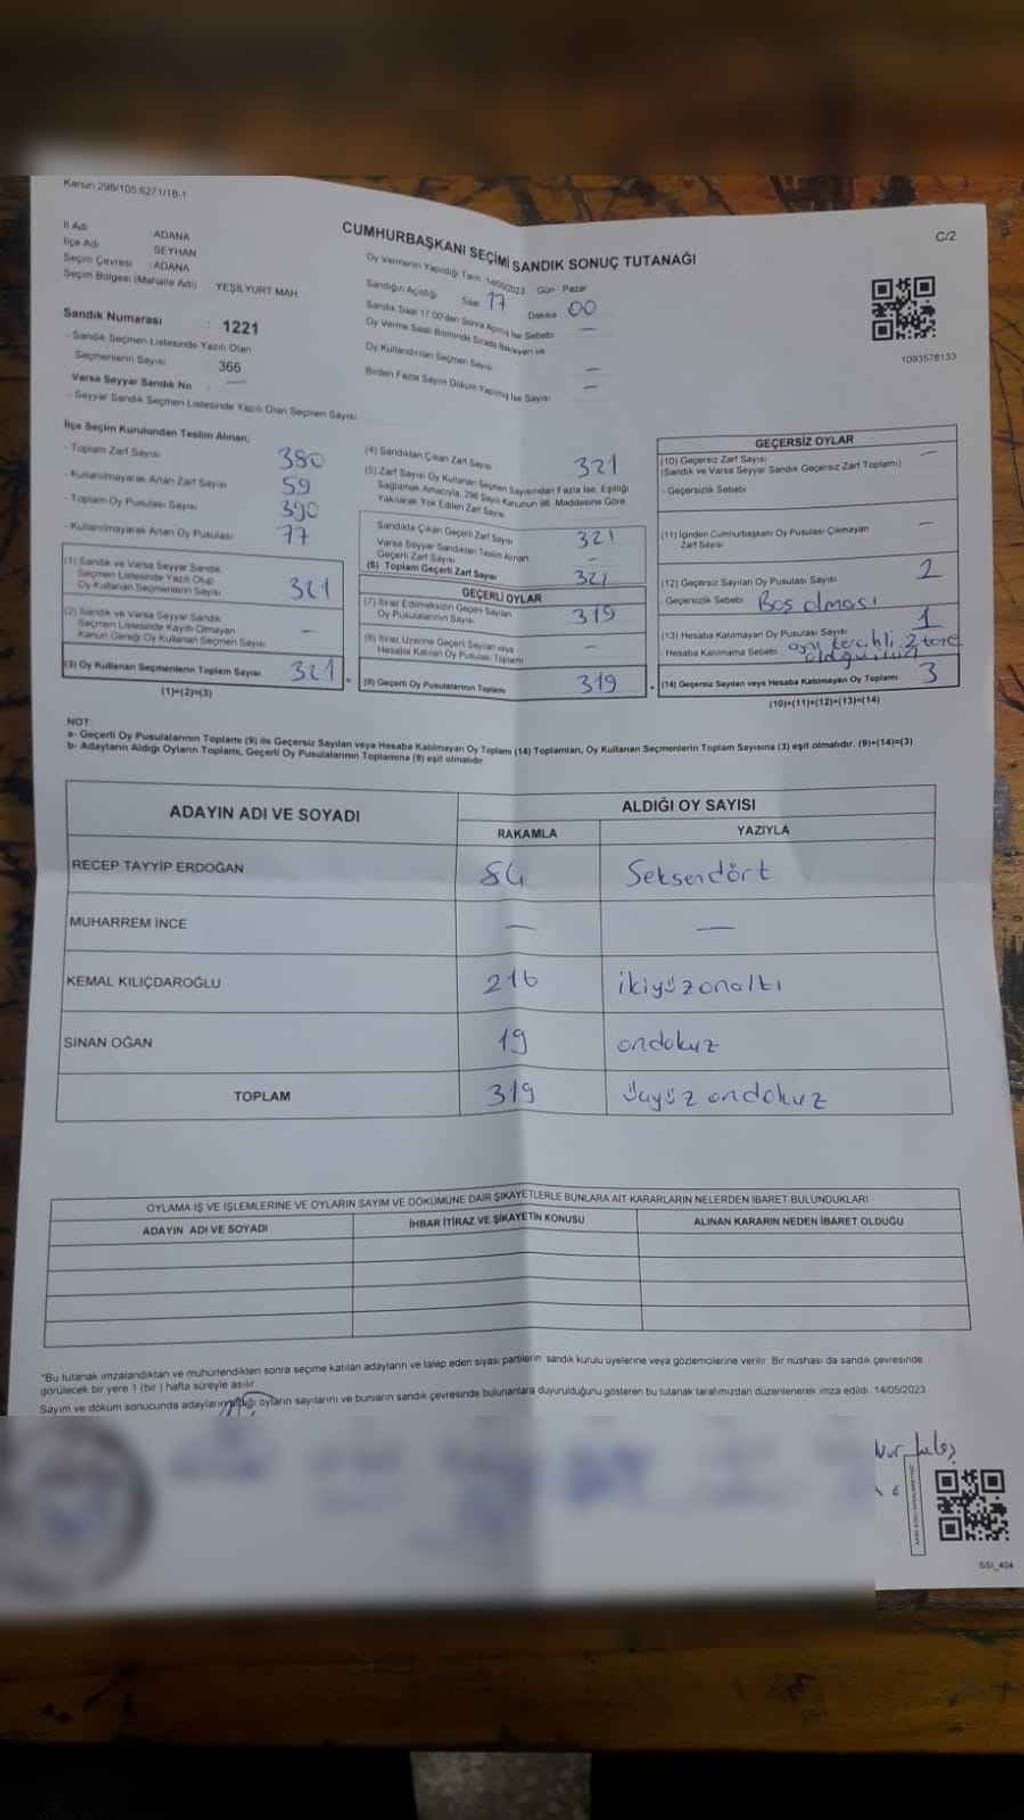 Kanun 298/105 6271/18-1
C/2
CUMHURBAŞKANI SEÇİMİ SANDIK SONUÇ TUTANAĞI
İl Adı ADANA
İlçe Adı SEYHAN
Seçim Çevresi : ADANA
Seçim Bölgesi (Mahalle Adı) YEŞİLYURT MAH.
Sandık Numarası : 1221
- Sandık Seçmen Listesinde Yazılı Olan
Seçmenlerin Sayısı 366
Varsa Seyyar Sandık No —
- Seyyar Sandık Seçmen Listesinde Yazılı Olan Seçmen Sayısı
Oy Vermenin Yapıldığı Tarih 14/05/2023 Gün : Pazar
Sandığın Açıldığı Saat 17 Dakika 00
Sandık Saat 17.00'den Sonra Açılmış İse Sebebi —
Oy Verme Saati Bitiminde Sırada Bekleyen ve
Oy Kullandırılan Seçmen Sayısı —
Birden Fazla Sayım Döküm Yapılmış İse Sayısı —
1093578133
İlçe Seçim Kurulundan Teslim Alınan;
- Toplam Zarf Sayısı 380
- Kullanılmayarak Artan Zarf Sayısı 59
- Toplam Oy Pusulası Sayısı 390
- Kullanılmayarak Artan Oy Pusulası 77
(1) Sandık ve Varsa Seyyar Sandık
Seçmen Listesinde Yazılı Olup
Oy Kullanan Seçmenlerin Sayısı 321
(2) Sandık ve Varsa Seyyar Sandık
Seçmen Listesinde Kayıtlı Olmayan
Kanun Gereği Oy Kullanan Seçmen Sayısı —
(3) Oy Kullanan Seçmenlerin Toplam Sayısı 321
(1)+(2)=(3)
(4) Sandıktan Çıkan Zarf Sayısı 321
(5) Zarf Sayısı Oy Kullanan Seçmen Sayısından Fazla İse, Eşitliği
Sağlamak Amacıyla, 298 Sayılı Kanunun 98. Maddesine Göre
Yakılarak Yok Edilen Zarf Sayısı
Sandıkta Çıkan Geçerli Zarf Sayısı 321
Varsa Seyyar Sandıktan Teslim Alınan
Geçerli Zarf Sayısı —
(6) Toplam Geçerli Zarf Sayısı 321
GEÇERLİ OYLAR
(7) İtiraz Edilmeksizin Geçerli Sayılan
Oy Pusulalarının Sayısı 319
(8) İtiraz Üzerine Geçerli Sayılan veya
Hesaba Katılan Oy Pusulası Toplamı —
(9) Geçerli Oy Pusulalarının Toplamı 319
GEÇERSİZ OYLAR
(10) Geçersiz Zarf Sayısı —
(Sandık ve Varsa Seyyar Sandık Geçersiz Zarf Toplamı)
- Geçersizlik Sebebi
(11) İçinden Cumhurbaşkanı Oy Pusulası Çıkmayan
Zarf Sayısı —
(12) Geçersiz Sayılan Oy Pusulası Sayısı 2
Geçersizlik Sebebi Boş olması
(13) Hesaba Katılmayan Oy Pusulası Sayısı 1
Hesaba Katılmama Sebebi aynı tercihli
(14) Geçersiz Sayılan veya Hesaba Katılmayan Oy Toplamı 3
(10)+(11)+(12)+(13)=(14)
NOT:
a- Geçerli Oy Pusulalarının Toplamı (9) ile Geçersiz Sayılan veya Hesaba Katılmayan Oy Toplamı (14) Toplamları, Oy Kullanan Seçmenlerin Toplam Sayısına (3) eşit olmalıdır. (9)+(14)=(3)
b- Adayların Aldığı Oyların Toplamı, Geçerli Oy Pusulalarının Toplamına (9) eşit olmalıdır
ADAYIN ADI VE SOYADI ALDIĞI OY SAYISI
RAKAMLA YAZIYLA
RECEP TAYYİP ERDOĞAN 84 Seksendört
MUHARREM İNCE — —
KEMAL KILIÇDAROĞLU 216 ikiyüzonaltı
SİNAN OĞAN 19 ondokuz
TOPLAM 319 üçyüzondokuz
OYLAMA İŞ VE İŞLEMLERİNE VE OYLARIN SAYIM VE DÖKÜMÜNE DAİR ŞİKAYETLERLE BUNLARA AİT KARARLARIN NELERDEN İBARET BULUNDUKLARI
ADAYIN ADI VE SOYADI İHBAR İTİRAZ VE ŞİKAYETİN KONUSU ALINAN KARARIN NEDEN İBARET OLDUĞU
"Bu tutanak imzalandıktan ve mühürlendikten sonra seçime katılan adayların ve talep eden siyasi partilerin sandık kurulu üyelerine veya gözlemcilerine verilir. Bir nüshası da sandık çevresinde
görülecek bir yere 1 (bir) hafta süreyle asılır.
Sayım ve döküm sonucunda adayların aldığı oyların sayılarını ve bunların sandık çevresinde bulunanlara duyurulduğunu gösteren bu tutanak tarafımızdan düzenlenerek imza edildi. 14/05/2023